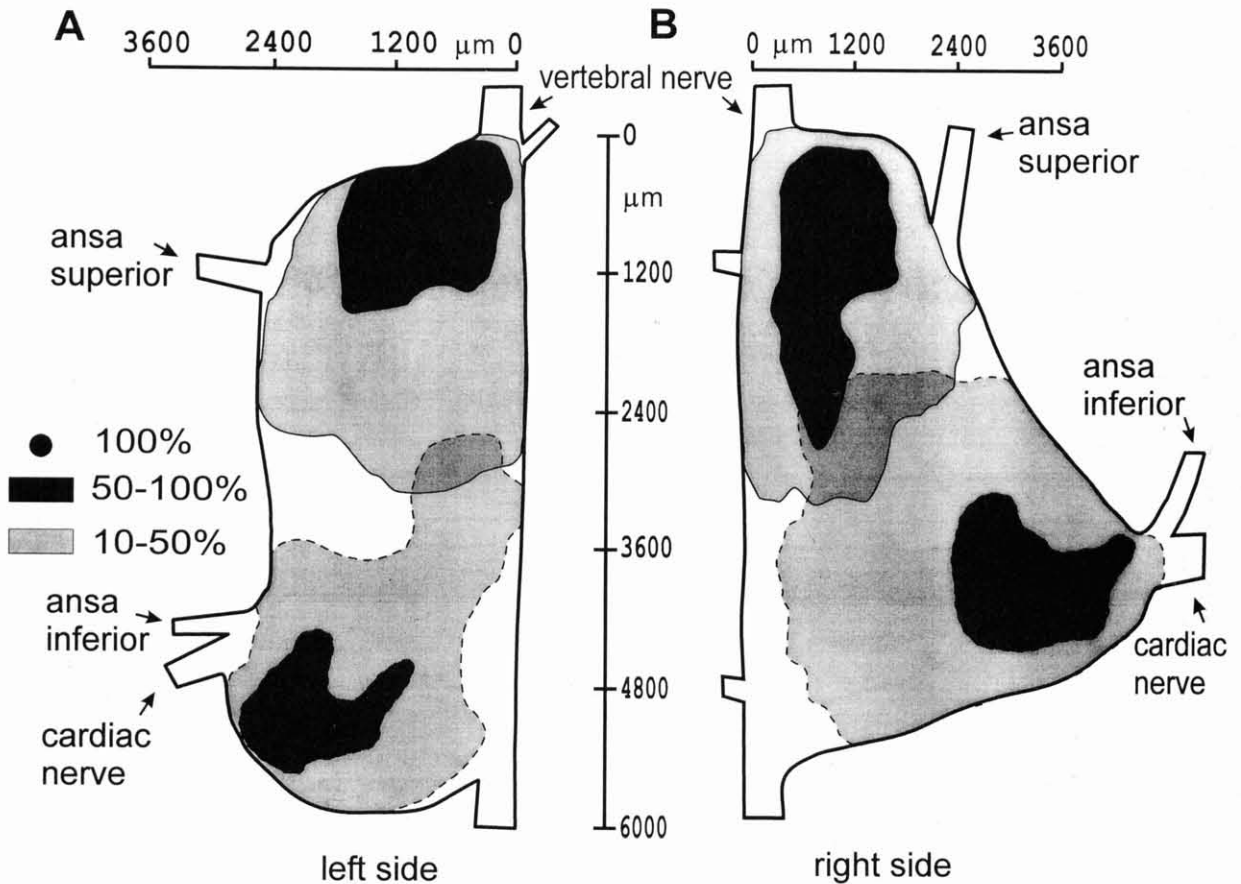 A
3600 2400 1200 μm 0
B
0 μm 1200 2400 3600
vertebral nerve
ansa
superior
ansa
superior
0
μm
1200
2400
3600
4800
6000
100%
50-100%
10-50%
ansa
inferior
ansa
inferior
cardiac
nerve
cardiac
nerve
left side
right side